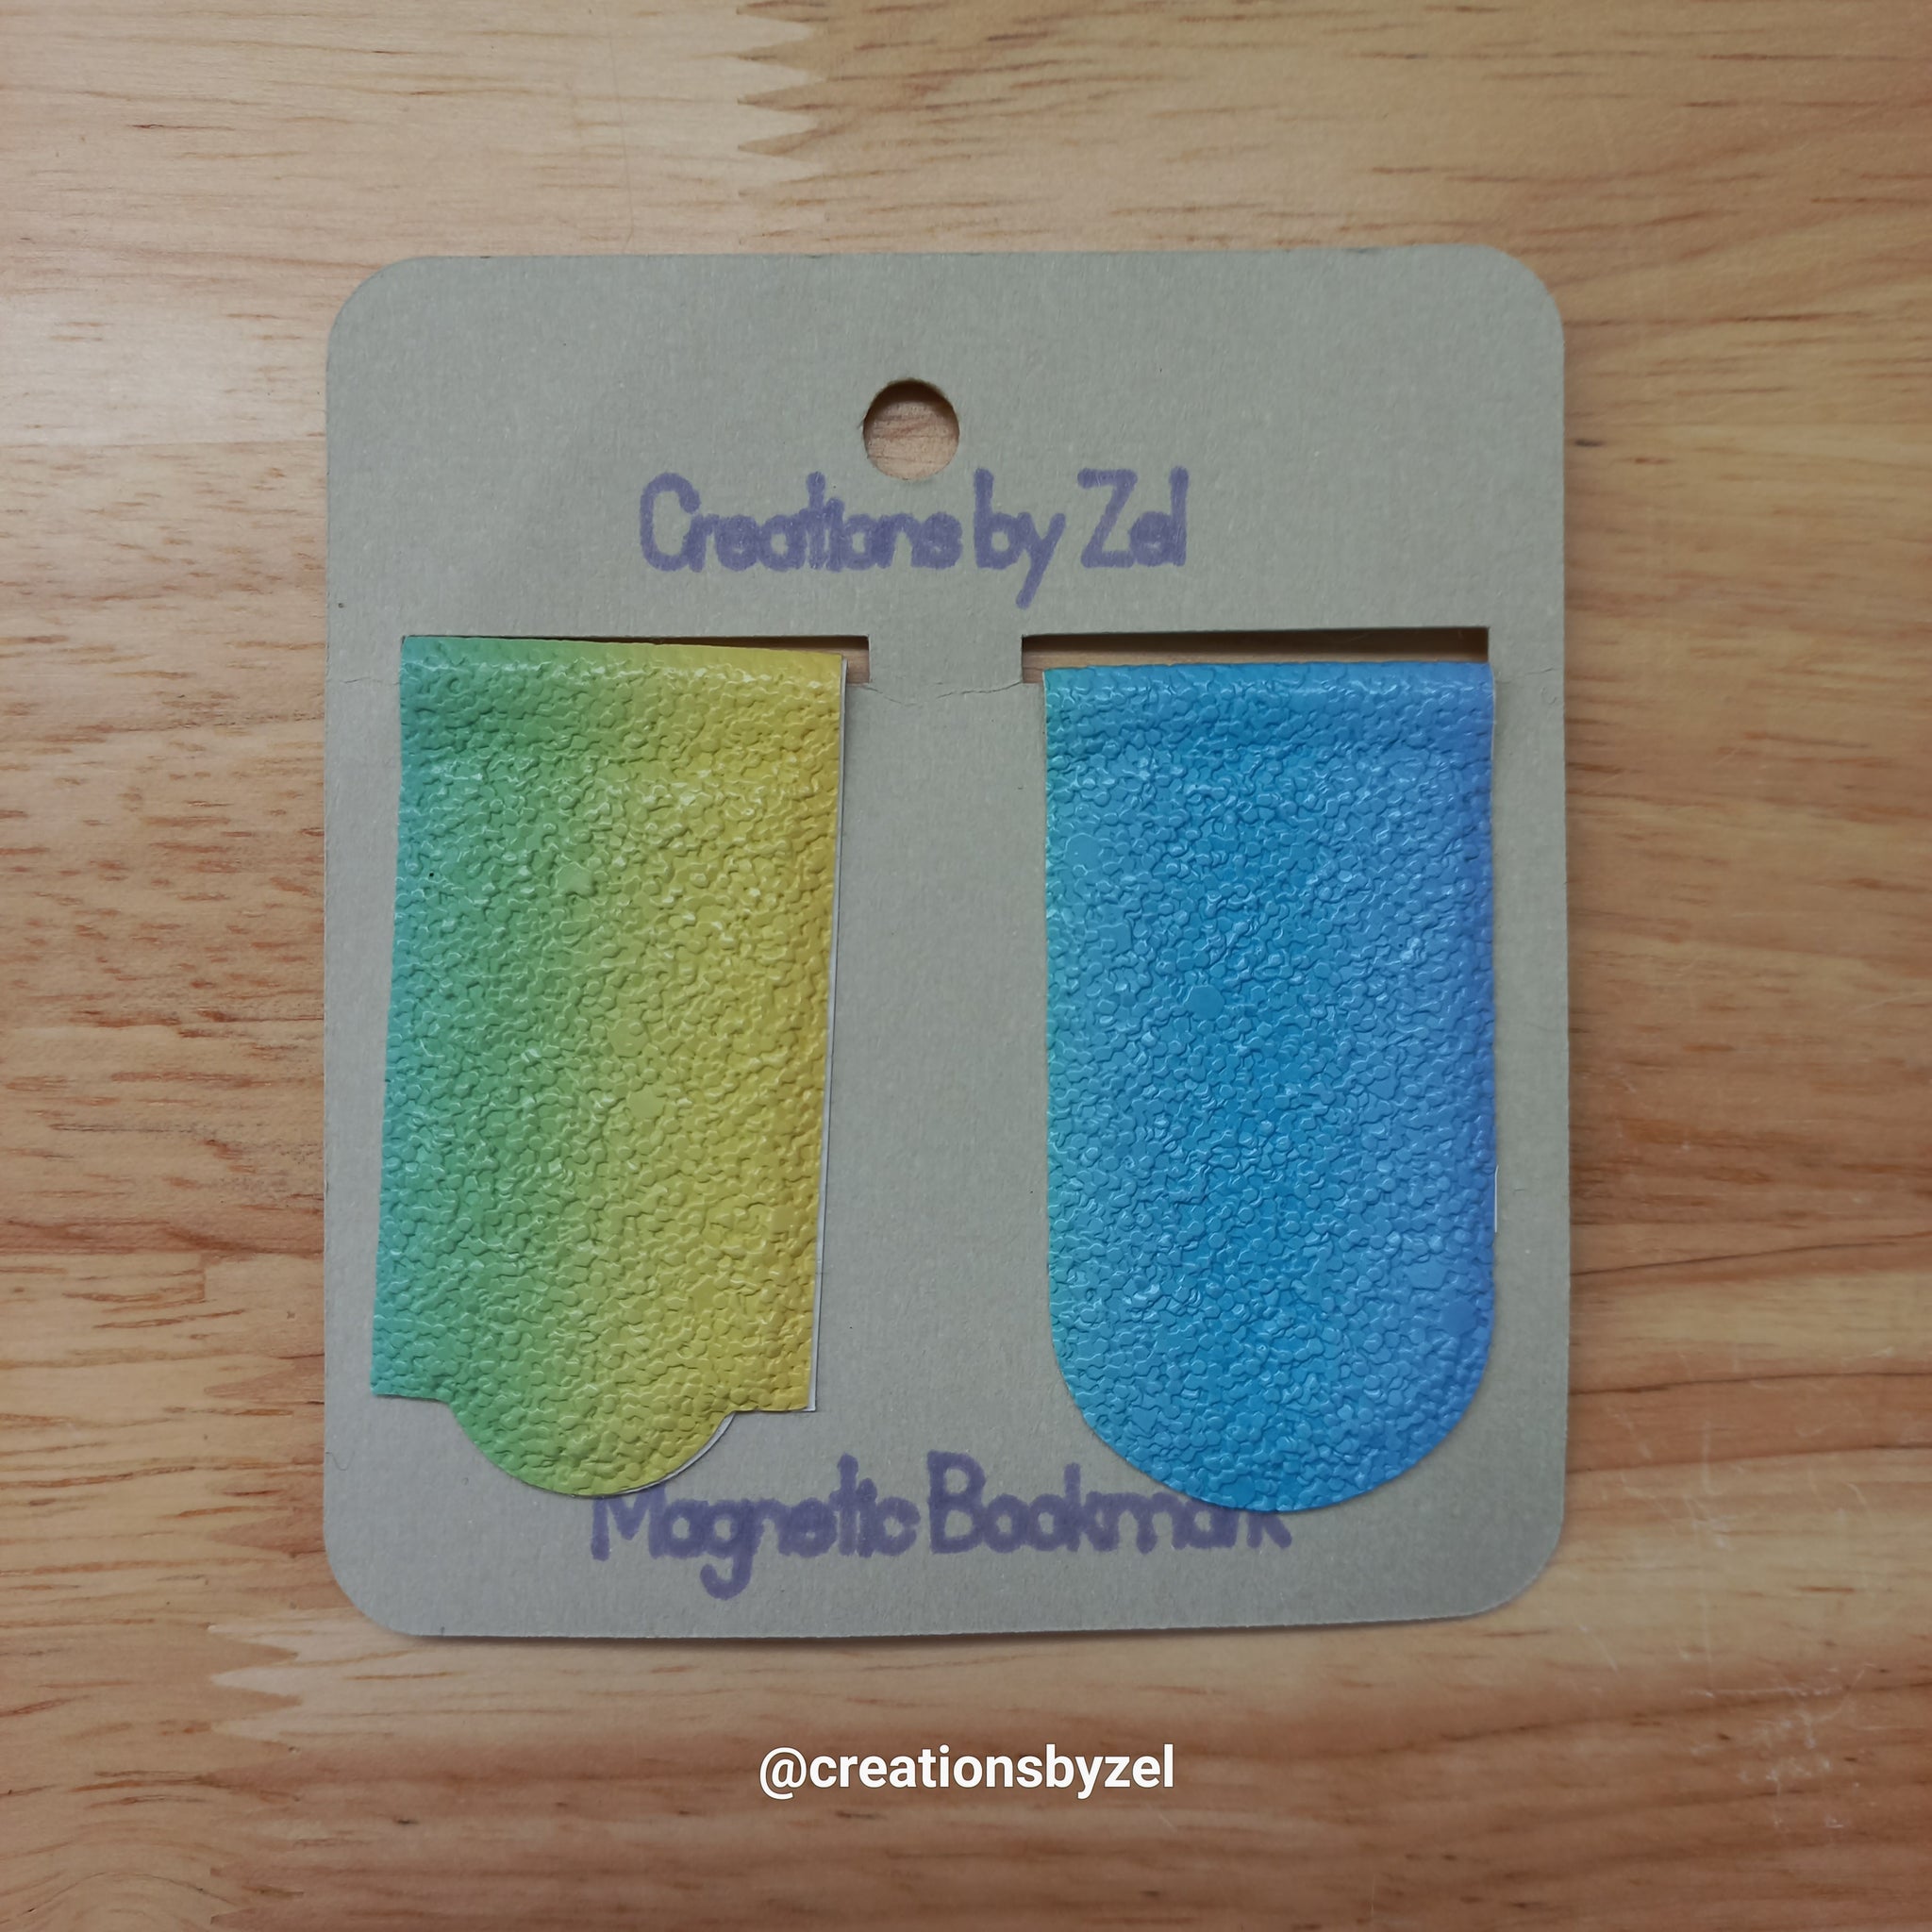 Creations by Zel
Magnetic Bookmark
@creationsbyzel